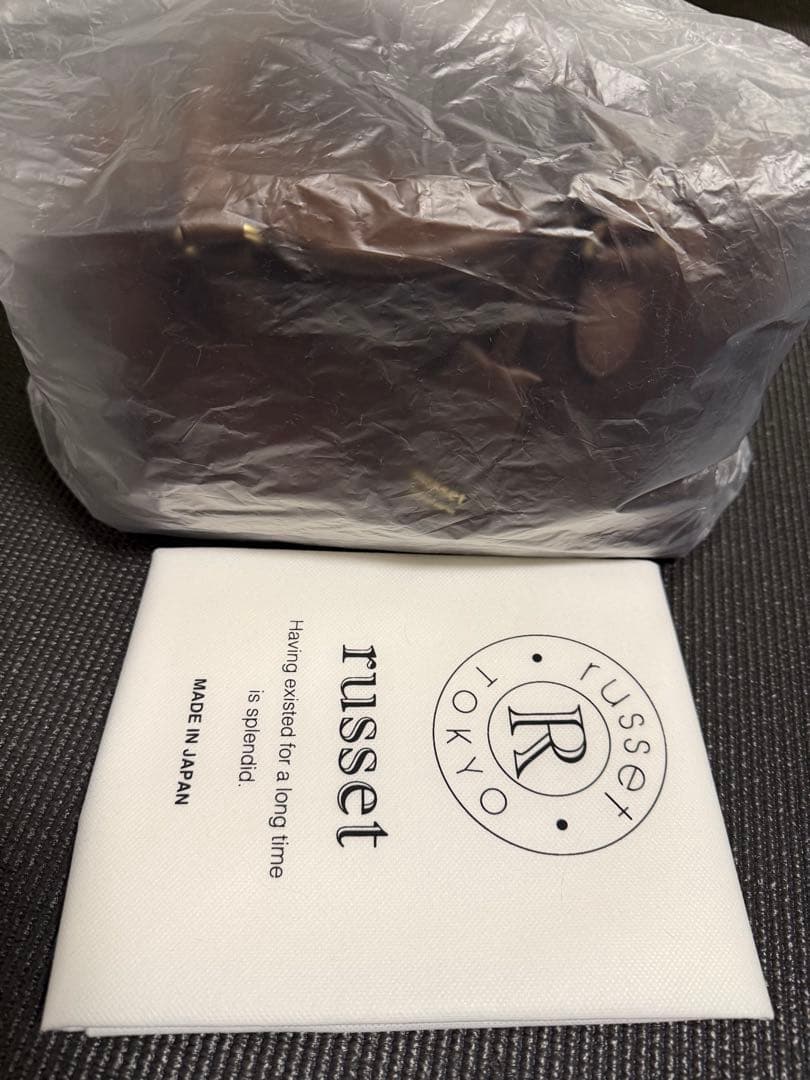 russet
TOKYO
R
russet
Having existed for a long time
is splendid.
MADE IN JAPAN